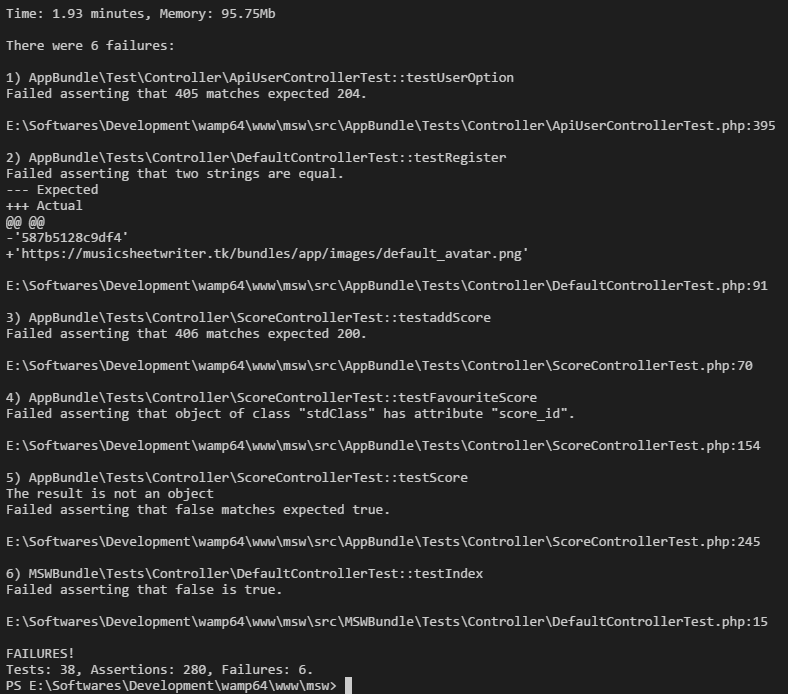 Time: 1.93 minutes, Memory: 95.75Mb
There were 6 failures:
1) AppBundle\Test\Controller\ApiUserControllerTest::testUserOption
Failed asserting that 405 matches expected 204.
E:\Softwares\Development\wamp64\www\msw\src\AppBundle\Tests\Controller\ApiUserControllerTest.php:395
2) AppBundle\Tests\Controller\DefaultControllerTest::testRegister
Failed asserting that two strings are equal.
--- Expected
+++ Actual
@@ @@
-'587b5128c9df4'
+'https://musicsheetwriter.tk/bundles/app/images/default_avatar.png'
E:\Softwares\Development\wamp64\www\msw\src\AppBundle\Tests\Controller\DefaultControllerTest.php:91
3) AppBundle\Tests\Controller\ScoreControllerTest::testaddScore
Failed asserting that 406 matches expected 200.
E:\Softwares\Development\wamp64\www\msw\src\AppBundle\Tests\Controller\ScoreControllerTest.php:70
4) AppBundle\Tests\Controller\ScoreControllerTest::testFavouriteScore
Failed asserting that object of class "stdClass" has attribute "score_id".
E:\Softwares\Development\wamp64\www\msw\src\AppBundle\Tests\Controller\ScoreControllerTest.php:154
5) AppBundle\Tests\Controller\ScoreControllerTest::testScore
The result is not an object
Failed asserting that false matches expected true.
E:\Softwares\Development\wamp64\www\msw\src\AppBundle\Tests\Controller\ScoreControllerTest.php:245
6) MSWBundle\Tests\Controller\DefaultControllerTest::testIndex
Failed asserting that false is true.
E:\Softwares\Development\wamp64\www\msw\src\MSWBundle\Tests\Controller\DefaultControllerTest.php:15
FAILURES!
Tests: 38, Assertions: 280, Failures: 6.
PS E:\Softwares\Development\wamp64\www\msw>